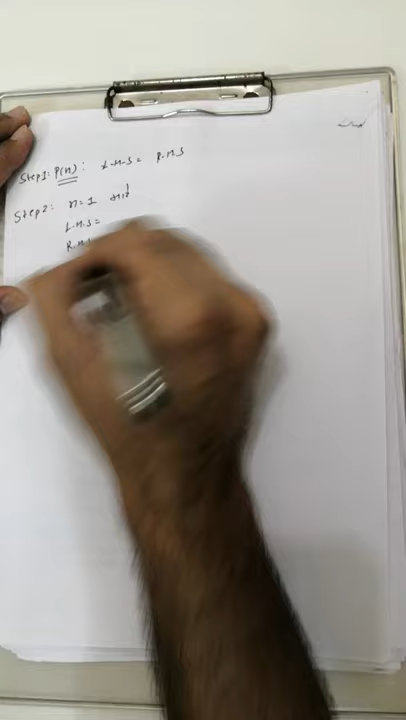 Step1: P(n): L.H.S = R.H.S
Step2: n=1
L.H.S =
R.H.S